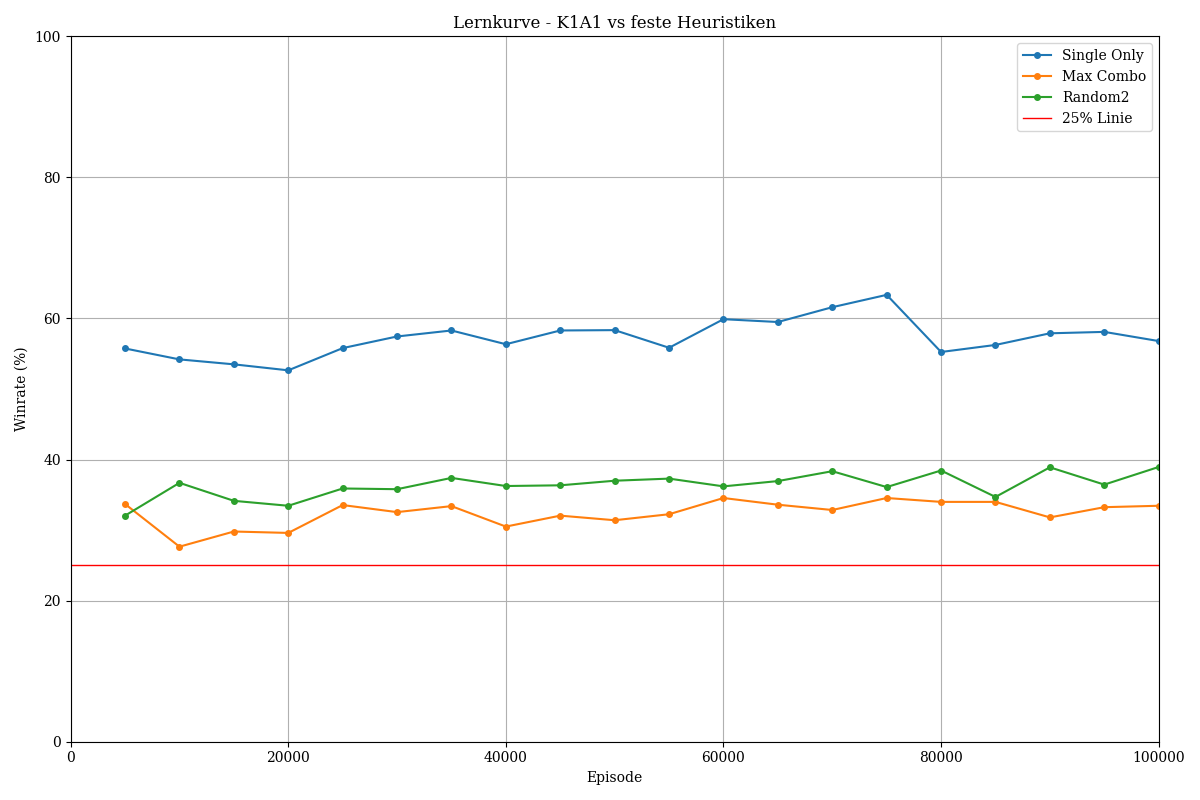 Lernkurve - K1A1 vs feste Heuristiken
100
80
60
40
20
0
Winrate (%)
0 20000 40000 60000 80000 100000
Episode
Single Only
Max Combo
Random2
25% Linie